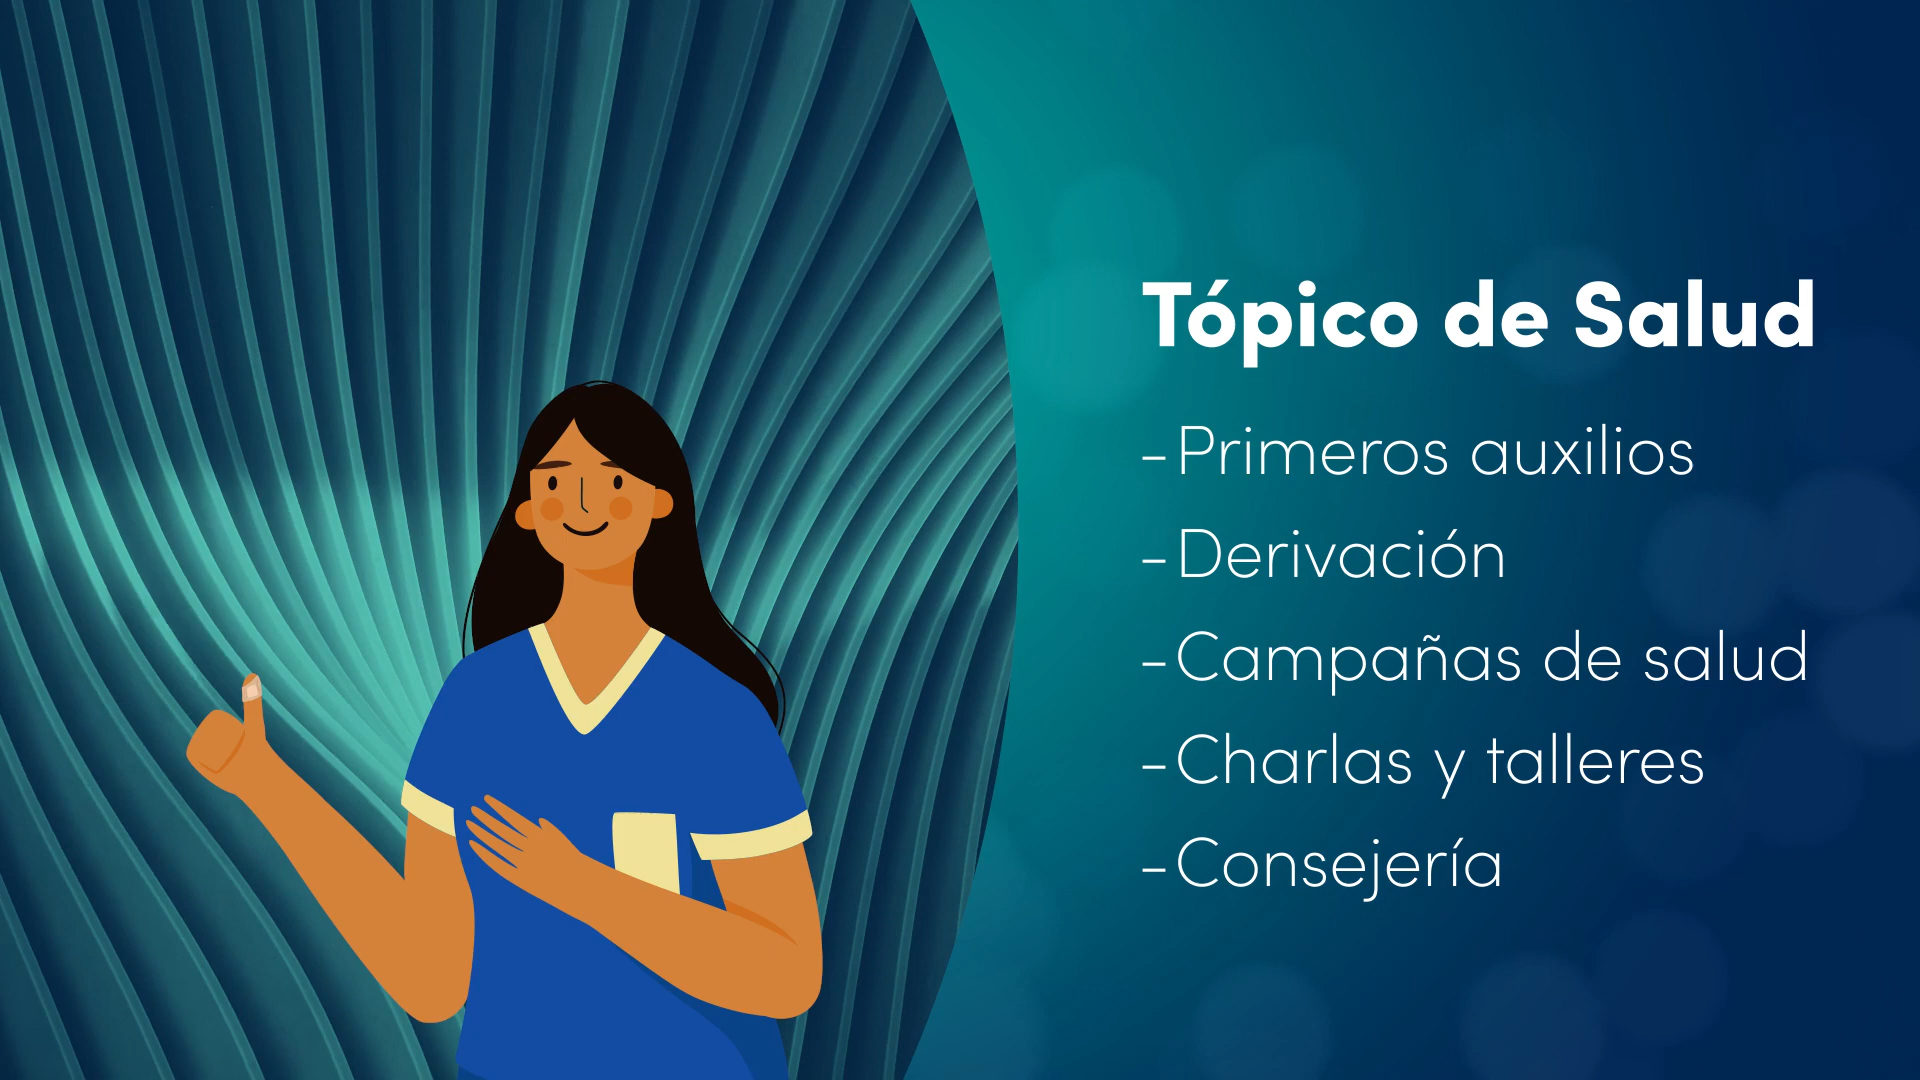 Tópico de Salud
–Primeros auxilios
–Derivación
–Campañas de salud
–Charlas y talleres
–Consejería